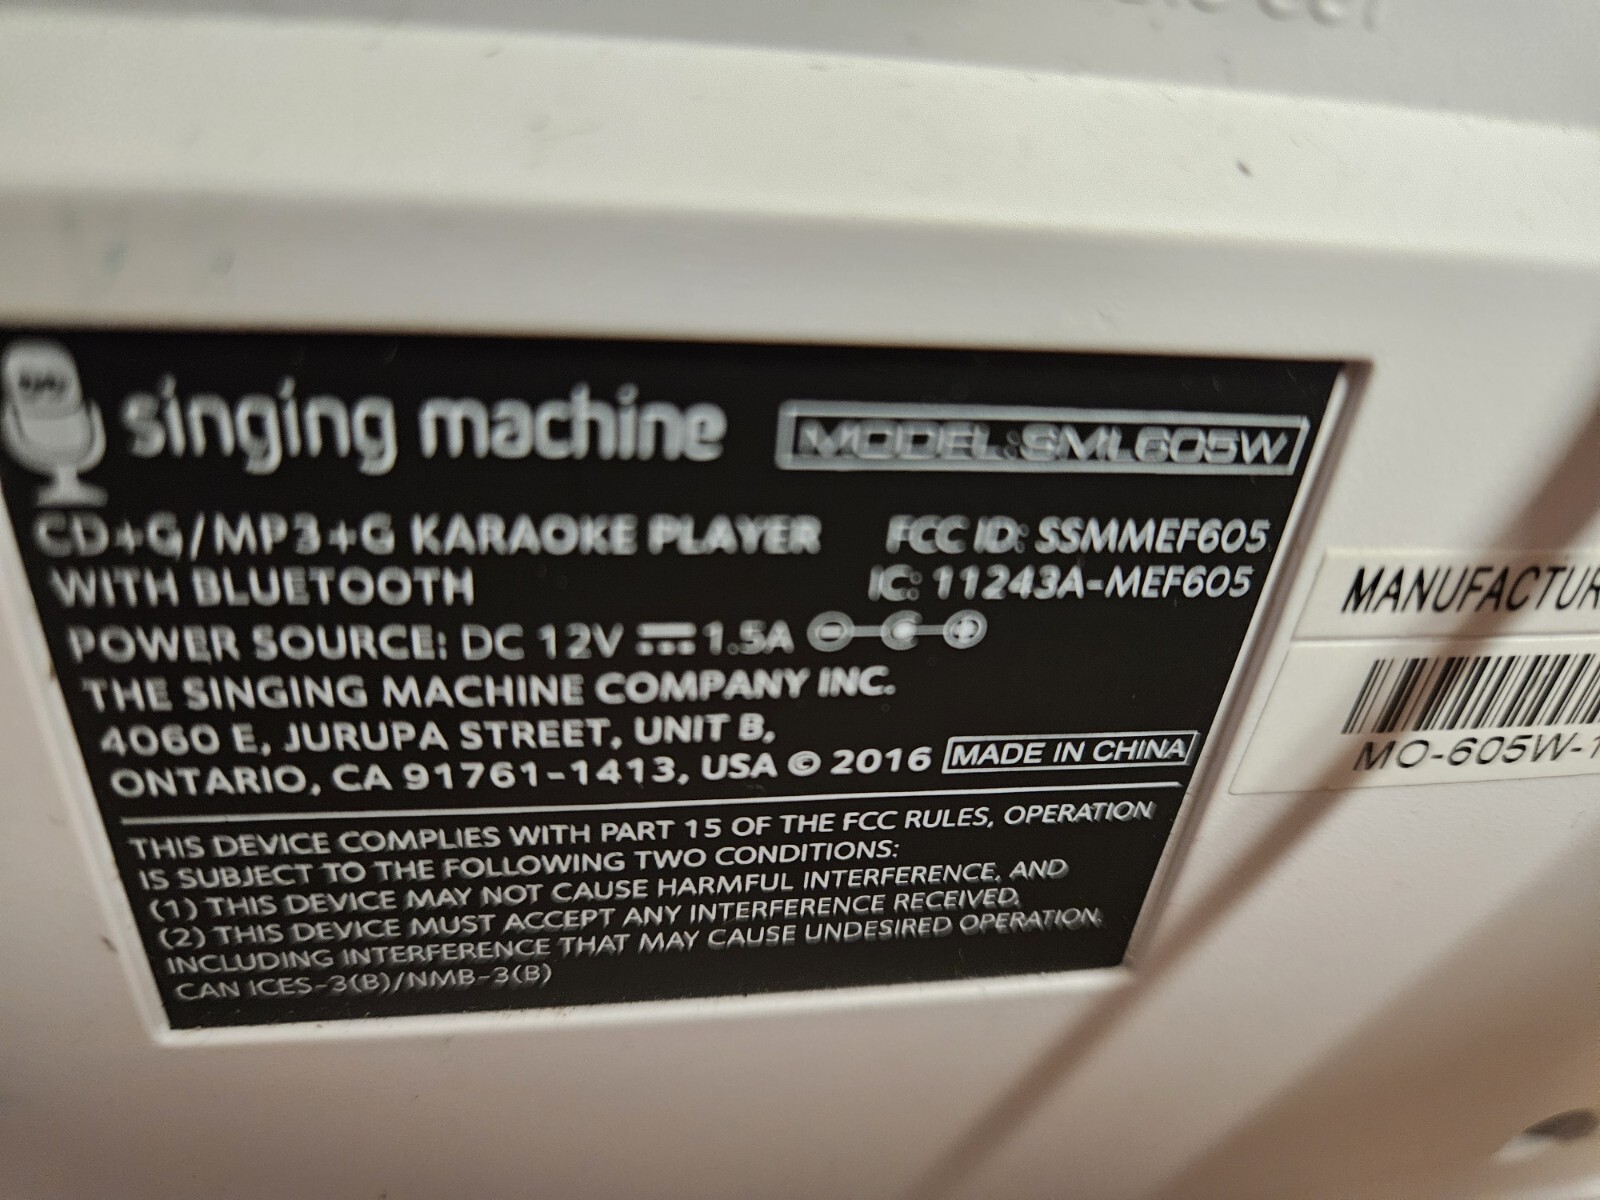 singing machine
MODEL:SML605W
CD+G/MP3+G KARAOKE PLAYER
WITH BLUETOOTH
FCC ID: SSMMEF605
IC: 11243A-MEF605
POWER SOURCE: DC 12V 1.5A
THE SINGING MACHINE COMPANY INC.
4060 E, JURUPA STREET, UNIT B,
ONTARIO, CA 91761-1413, USA © 2016
MADE IN CHINA
THIS DEVICE COMPLIES WITH PART 15 OF THE FCC RULES, OPERATION
IS SUBJECT TO THE FOLLOWING TWO CONDITIONS:
(1) THIS DEVICE MAY NOT CAUSE HARMFUL INTERFERENCE, AND
(2) THIS DEVICE MUST ACCEPT ANY INTERFERENCE RECEIVED,
INCLUDING INTERFERENCE THAT MAY CAUSE UNDESIRED OPERATION.
CAN ICES-3(B)/NMB-3(B)
MANUFACTUR
MO-605W-1